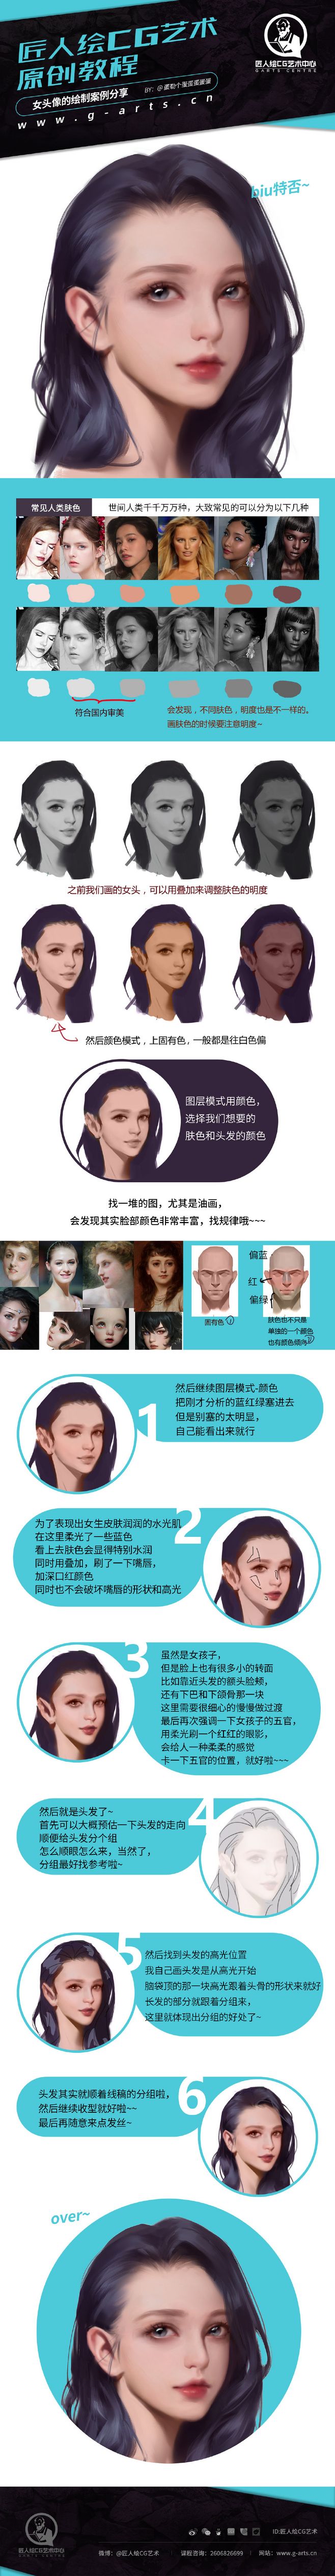 匠人绘CG艺术
原创教程
匠人绘CG艺术中心
GARTS CENTRE
女头像的绘制案例分享
www.g-arts.cn
biu特否~
常见人类肤色
世间人类千千万万种，大致常见的可以分为以下几种
符合国内审美
会发现，不同肤色，明度也是不一样的。
画肤色的时候要注意明度~
之前我们画的女头，可以用叠加来调整肤色的明度
然后颜色模式，上固有色，一般都是往白色偏
图层模式用颜色，
选择我们想要的
肤色和头发的颜色
找一堆的图，尤其是油画，
会发现其实脸部颜色非常丰富，找规律哦~~~
偏蓝
红
偏绿
固有色
肤色也不只是
单独的一个颜色
也有颜色倾向
1
然后继续图层模式-颜色
把刚才分析的蓝红绿塞进去
但是别塞的太明显，
自己能看出来就行
2
为了表现出女生皮肤润润的水光肌
在这里柔光了一些蓝色
看上去肤色会显得特别水润
同时用叠加，刷了一下嘴唇，
加深口红颜色
同时也不会破坏嘴唇的形状和高光
3
虽然是女孩子，
但是脸上也有很多小的转面
比如靠近头发的额头脸颊，
还有下巴和下颌骨那一块
这里需要很细心的慢慢做过渡
最后再次强调一下女孩子的五官，
用柔光刷一个红红的眼影，
会给人一种柔柔的感觉
卡一下五官的位置，就好啦~~~
4
然后就是头发了~
首先可以大概预估一下头发的走向
顺便给头发分个组
怎么顺眼怎么来，当然了，
分组最好找参考啦~
5
然后找到头发的高光位置
我自己画头发是从高光开始
脑袋顶的那一块高光跟着头骨的形状来就好
长发的部分就跟着分组来，
这里就体现出分组的好处了~
6
头发其实就顺着线稿的分组啦，
然后继续收型就好啦~~
最后再随意来点发丝~
over~
匠人绘CG艺术中心
GARTS CENTRE
ID:匠人绘CG艺术
微博：@匠人绘CG艺术
课程咨询：2606826699
网站：www.g-arts.cn